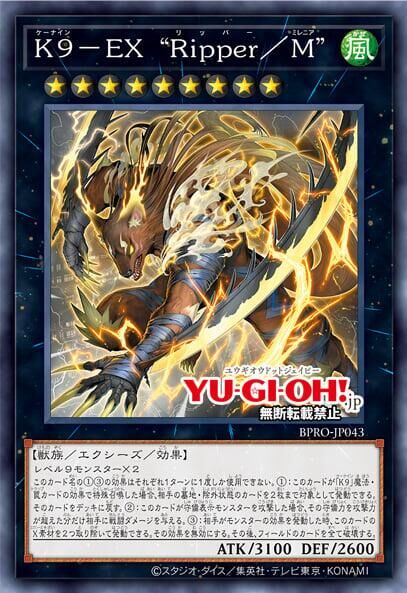 ケーナイン リッパー ミレニア
K9－EX “Ripper／M”
風
ユウギオウドットジェイピー
YU-GI-OH!.jp
無断転載禁止
BPRO-JP043
【獣族／エクシーズ／効果】
レベル9モンスター×2
このカード名の①③の効果はそれぞれ1ターンに1度しか使用できない。①：このカードが「K9」魔法・
罠カードの効果で特殊召喚した場合、相手の墓地・除外状態のカードを2枚まで対象として発動できる。
そのカードをデッキに戻す。②：このカードが守備表示モンスターを攻撃した場合、その守備力を攻撃力
が超えた分だけ相手に戦闘ダメージを与える。③：相手がモンスターの効果を発動した時、このカードの
X素材を2つ取り除いて発動できる。その効果を無効にする。その後、フィールドのカードを全て破壊する。
ATK/3100 DEF/2600
©スタジオ・ダイス／集英社・テレビ東京・KONAMI